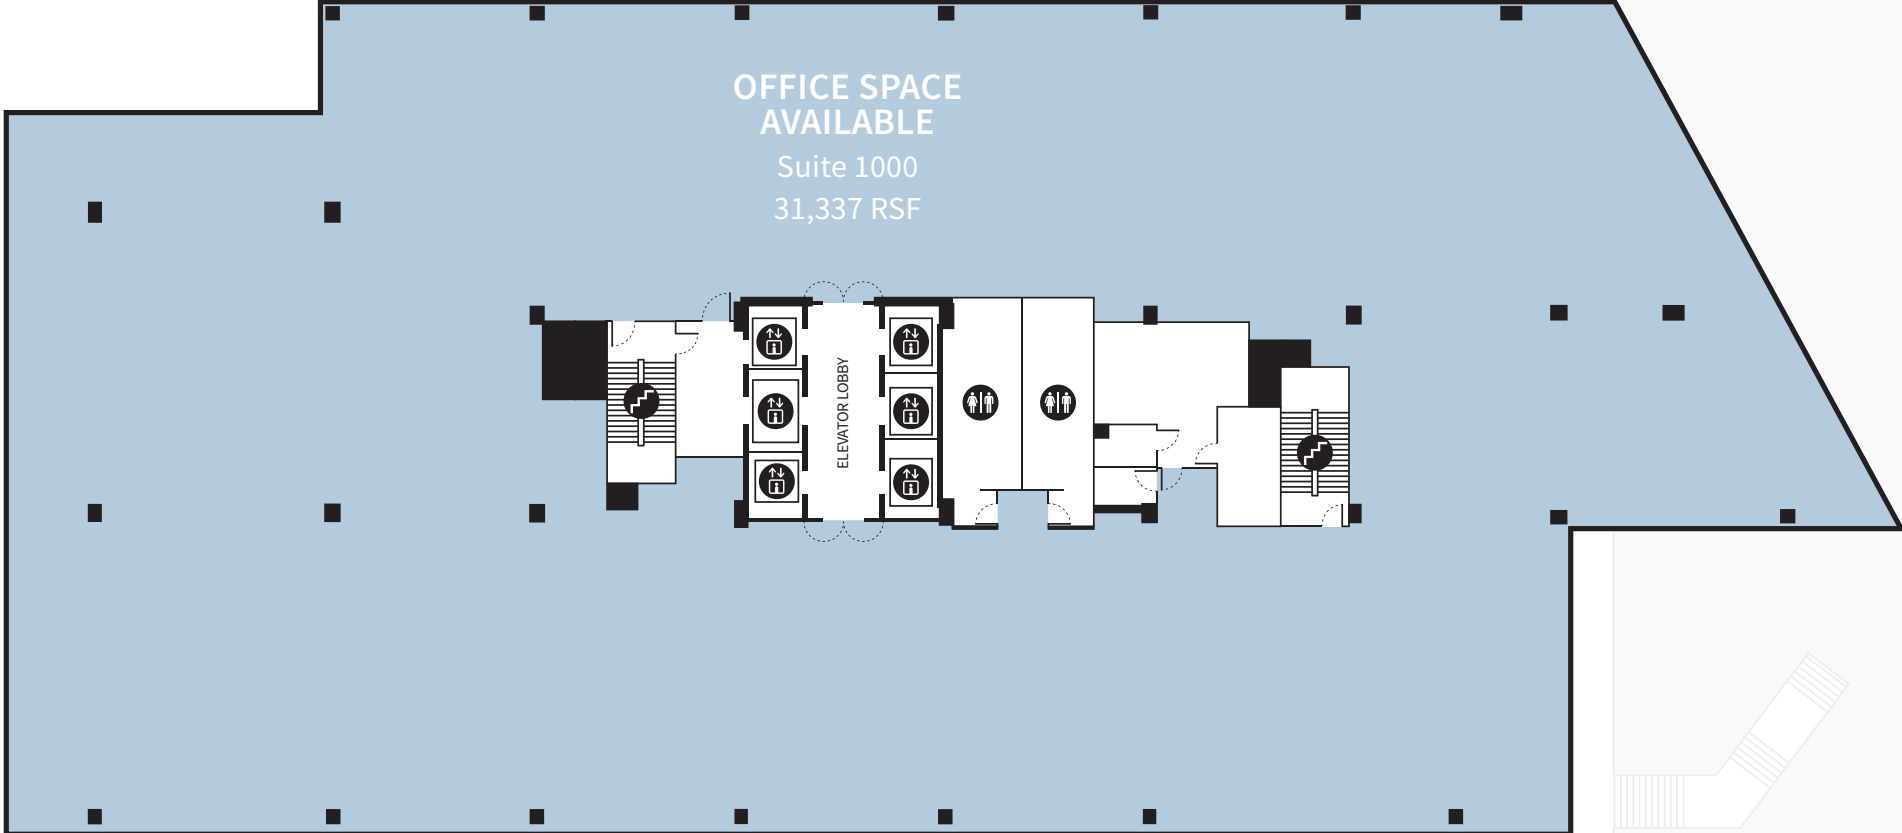 OFFICE SPACE
AVAILABLE
Suite 1000
31,337 RSF
ELEVATOR LOBBY